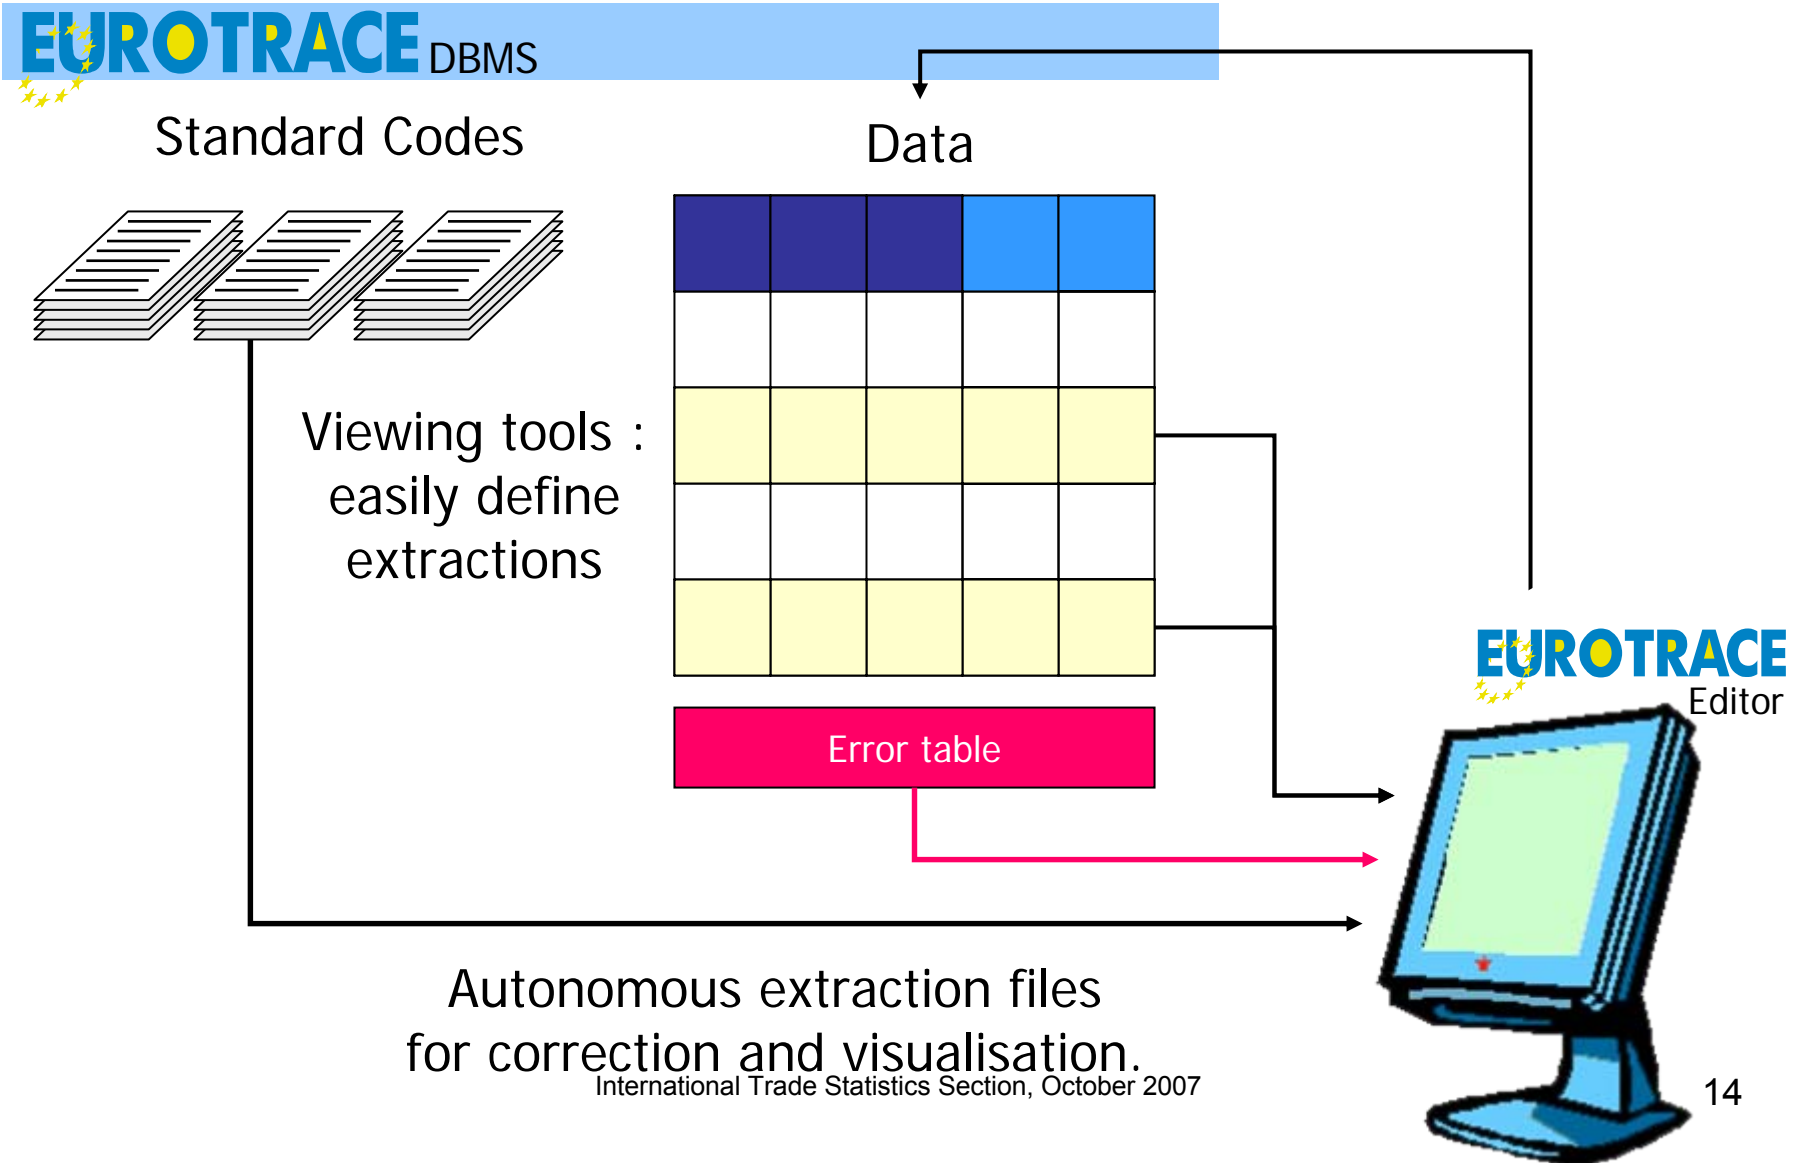 EUROTRACE DBMS
Standard Codes
Data
Viewing tools :
easily define
extractions
EUROTRACE
Editor
Error table
Autonomous extraction files
for correction and visualisation.
International Trade Statistics Section, October 2007
14